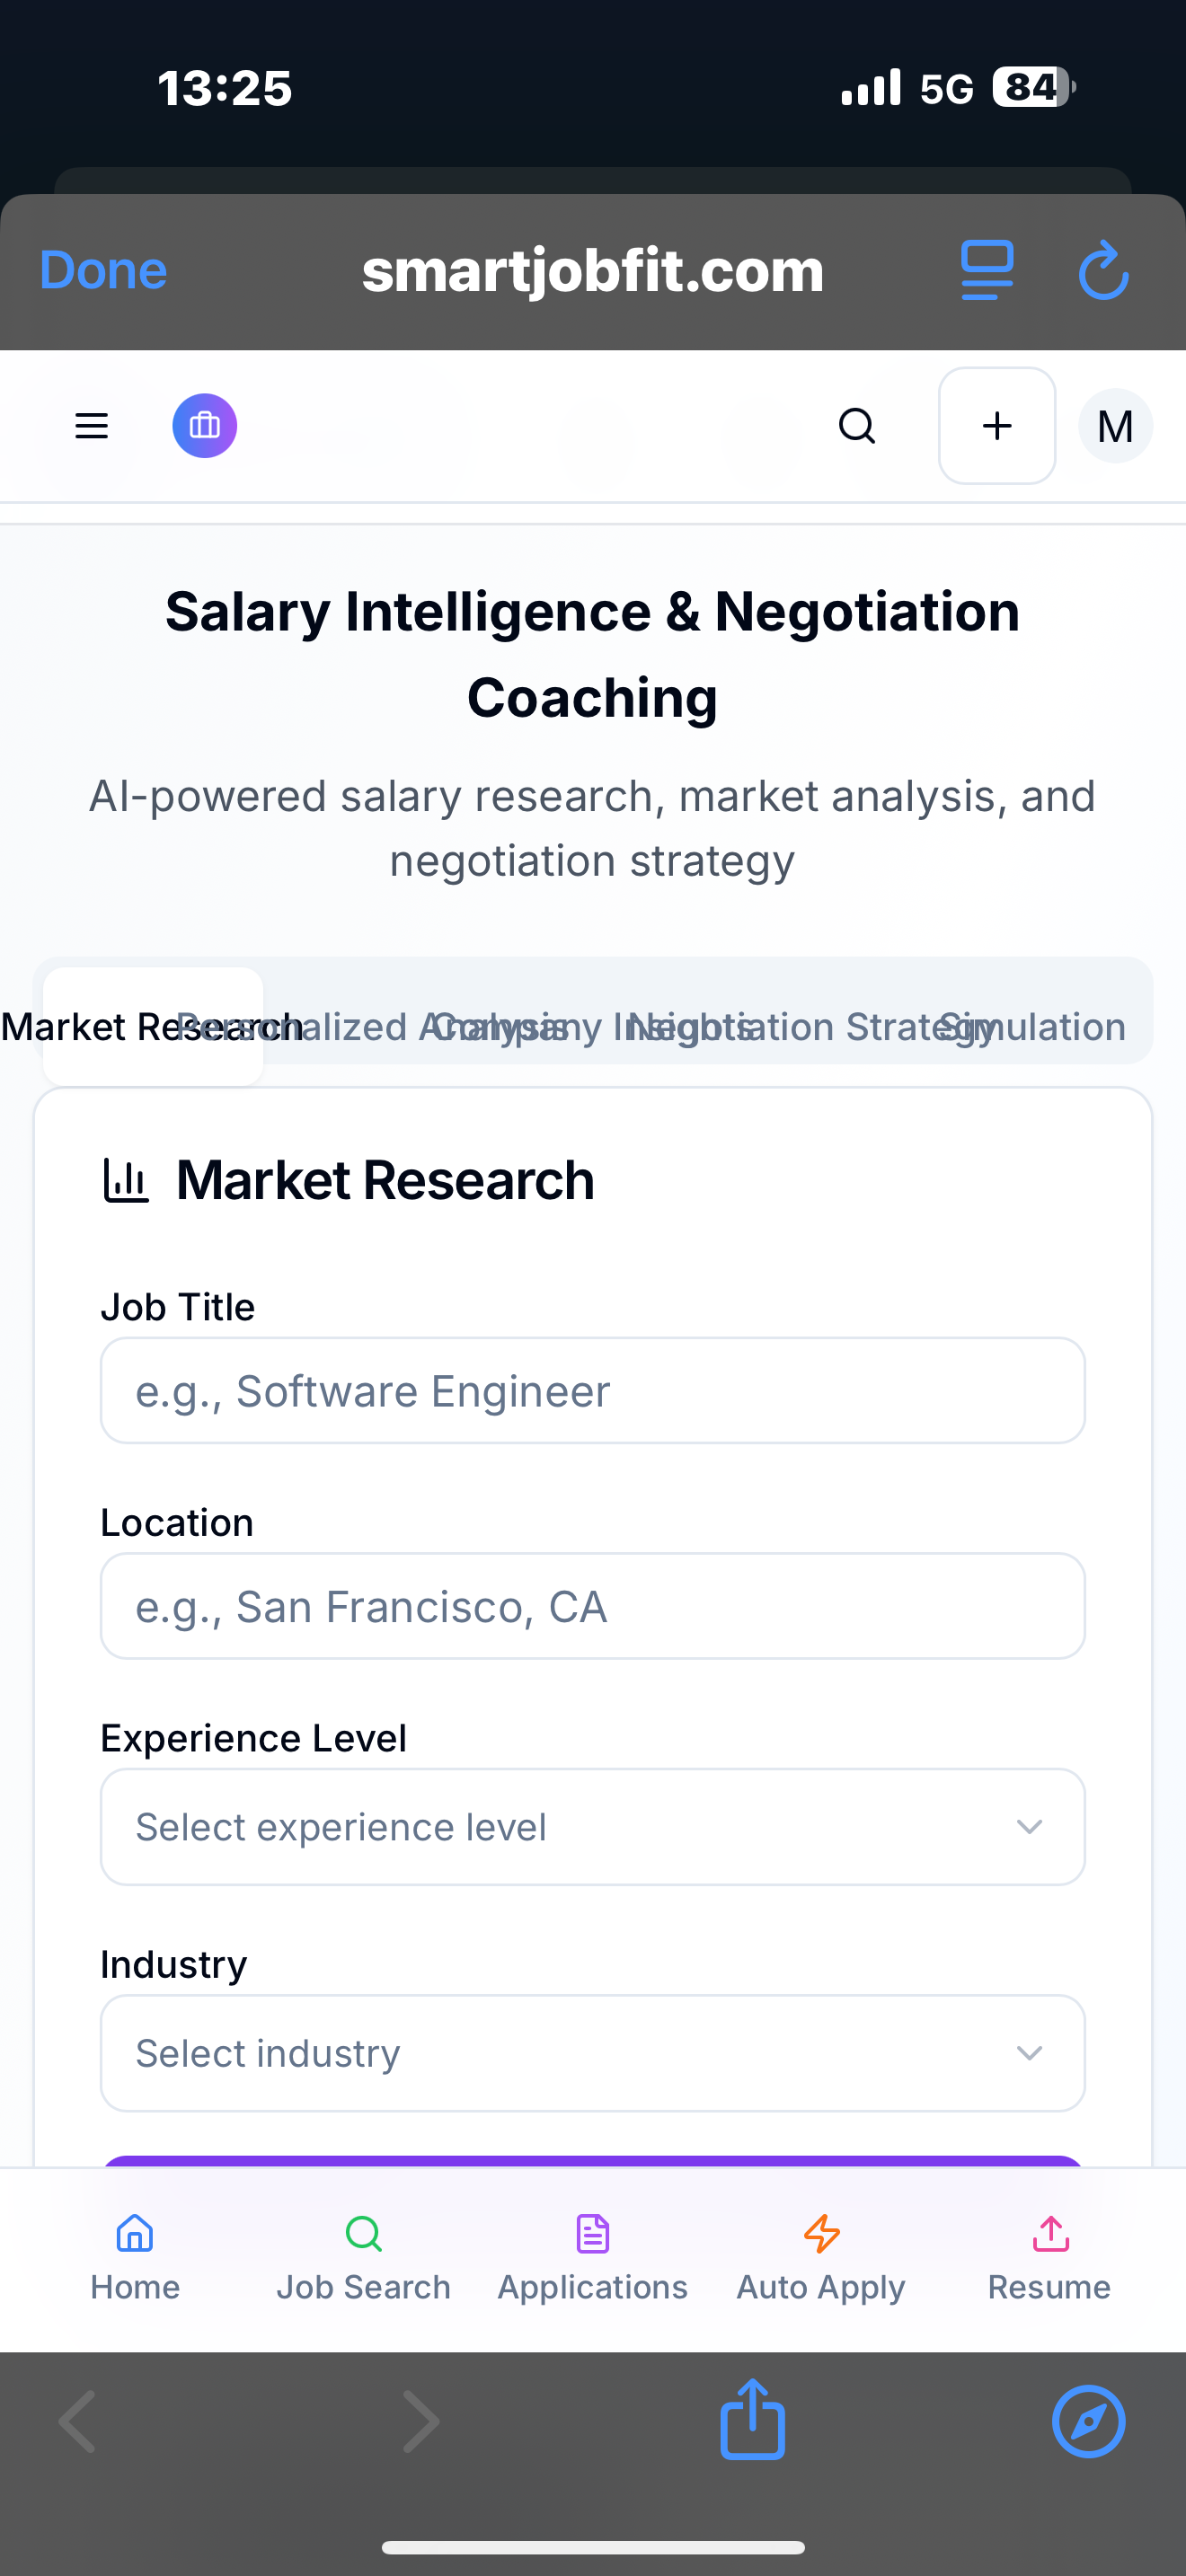 13:25
5G
84
Done
smartjobfit.com
M
Salary Intelligence & Negotiation
Coaching
AI-powered salary research, market analysis, and
negotiation strategy
Market Research Personalized Analysis Company Insights Negotiation Strategy Simulation
Market Research
Job Title
e.g., Software Engineer
Location
e.g., San Francisco, CA
Experience Level
Select experience level
Industry
Select industry
Home Job Search Applications Auto Apply Resume